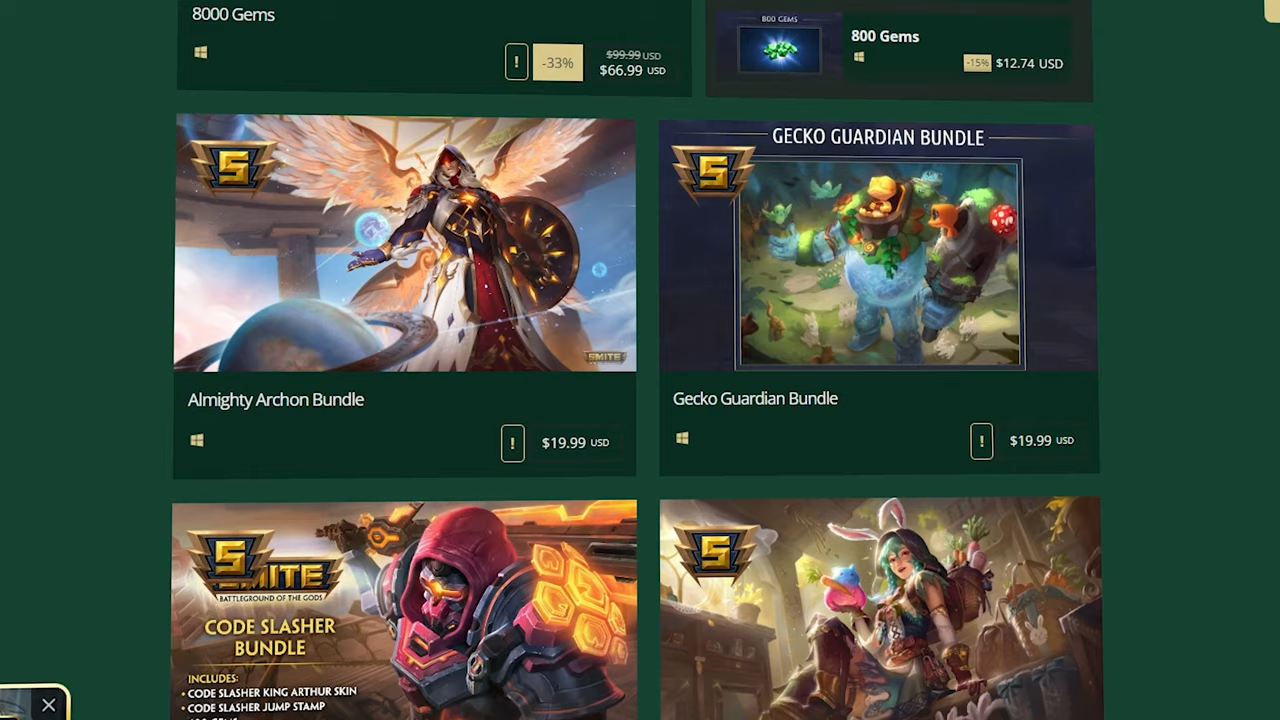 8000 Gems
!
-33%
$99.99 USD
$66.99 USD
800 GEMS
800 Gems
-15% $12.74 USD
S
SMITE
Almighty Archon Bundle
! $19.99 USD
GECKO GUARDIAN BUNDLE
S
Gecko Guardian Bundle
! $19.99 USD
S
SMITE
BATTLEGROUND OF THE GODS
CODE SLASHER
BUNDLE
INCLUDES:
• CODE SLASHER KING ARTHUR SKIN
• CODE SLASHER JUMP STAMP
S